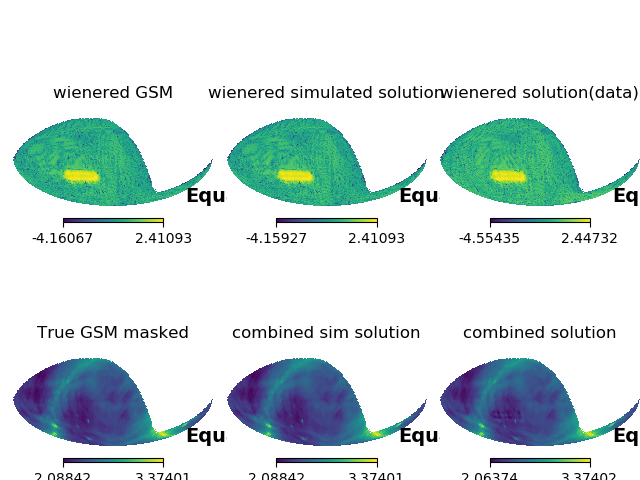 wienered GSM wienered simulated solution wienered solution(data)
Equ Equ Eq
-4.16067 2.41093 -4.15927 2.41093 -4.55435 2.44732
True GSM masked combined sim solution combined solution
Equ Equ Eq
2.08842 3.37401 2.08842 3.37401 2.06374 3.37402